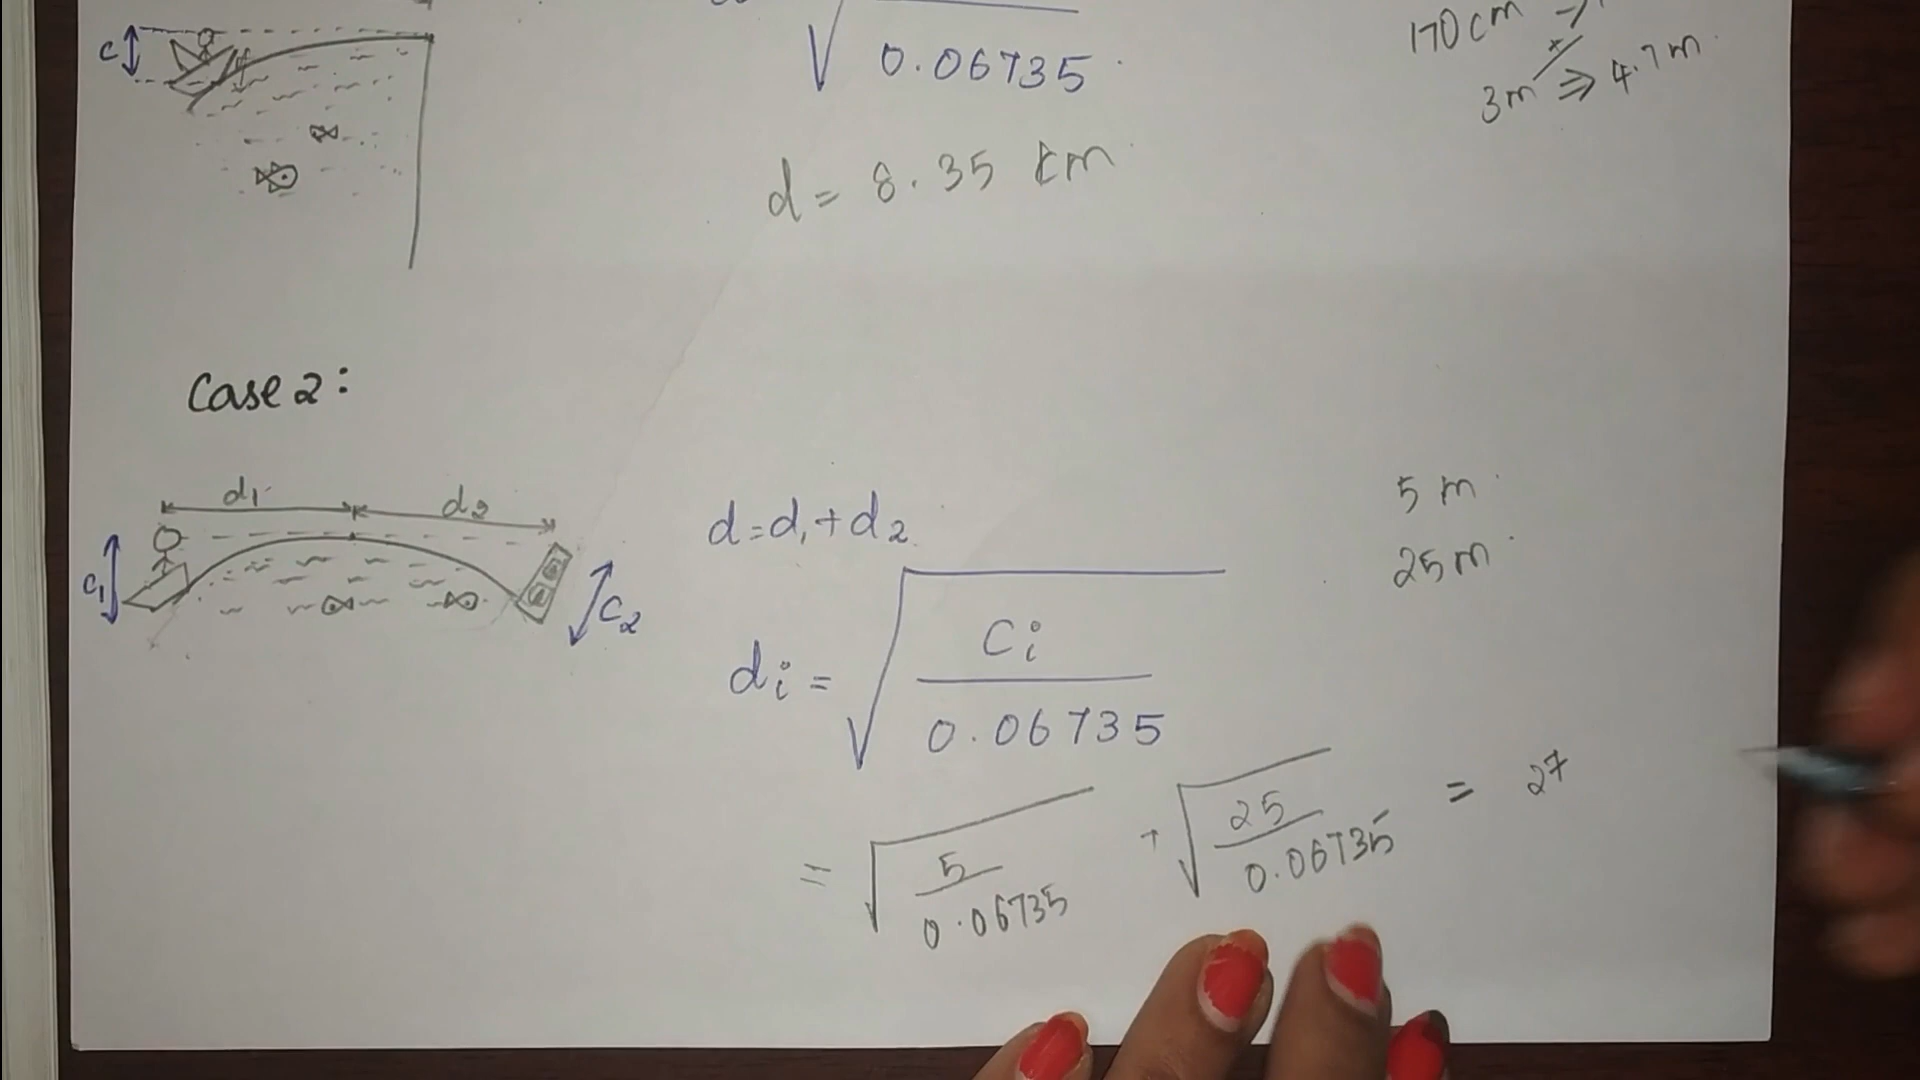 C
√0.06735
170 cm →
3m ⇒ 4.7m
d = 8.35 km
Case 2:
d1 d2
C1
C2
d = d1 + d2
5 m
25 m
di = √(Ci / 0.06735)
= √(5 / 0.06735) + √(25 / 0.06735) = 27